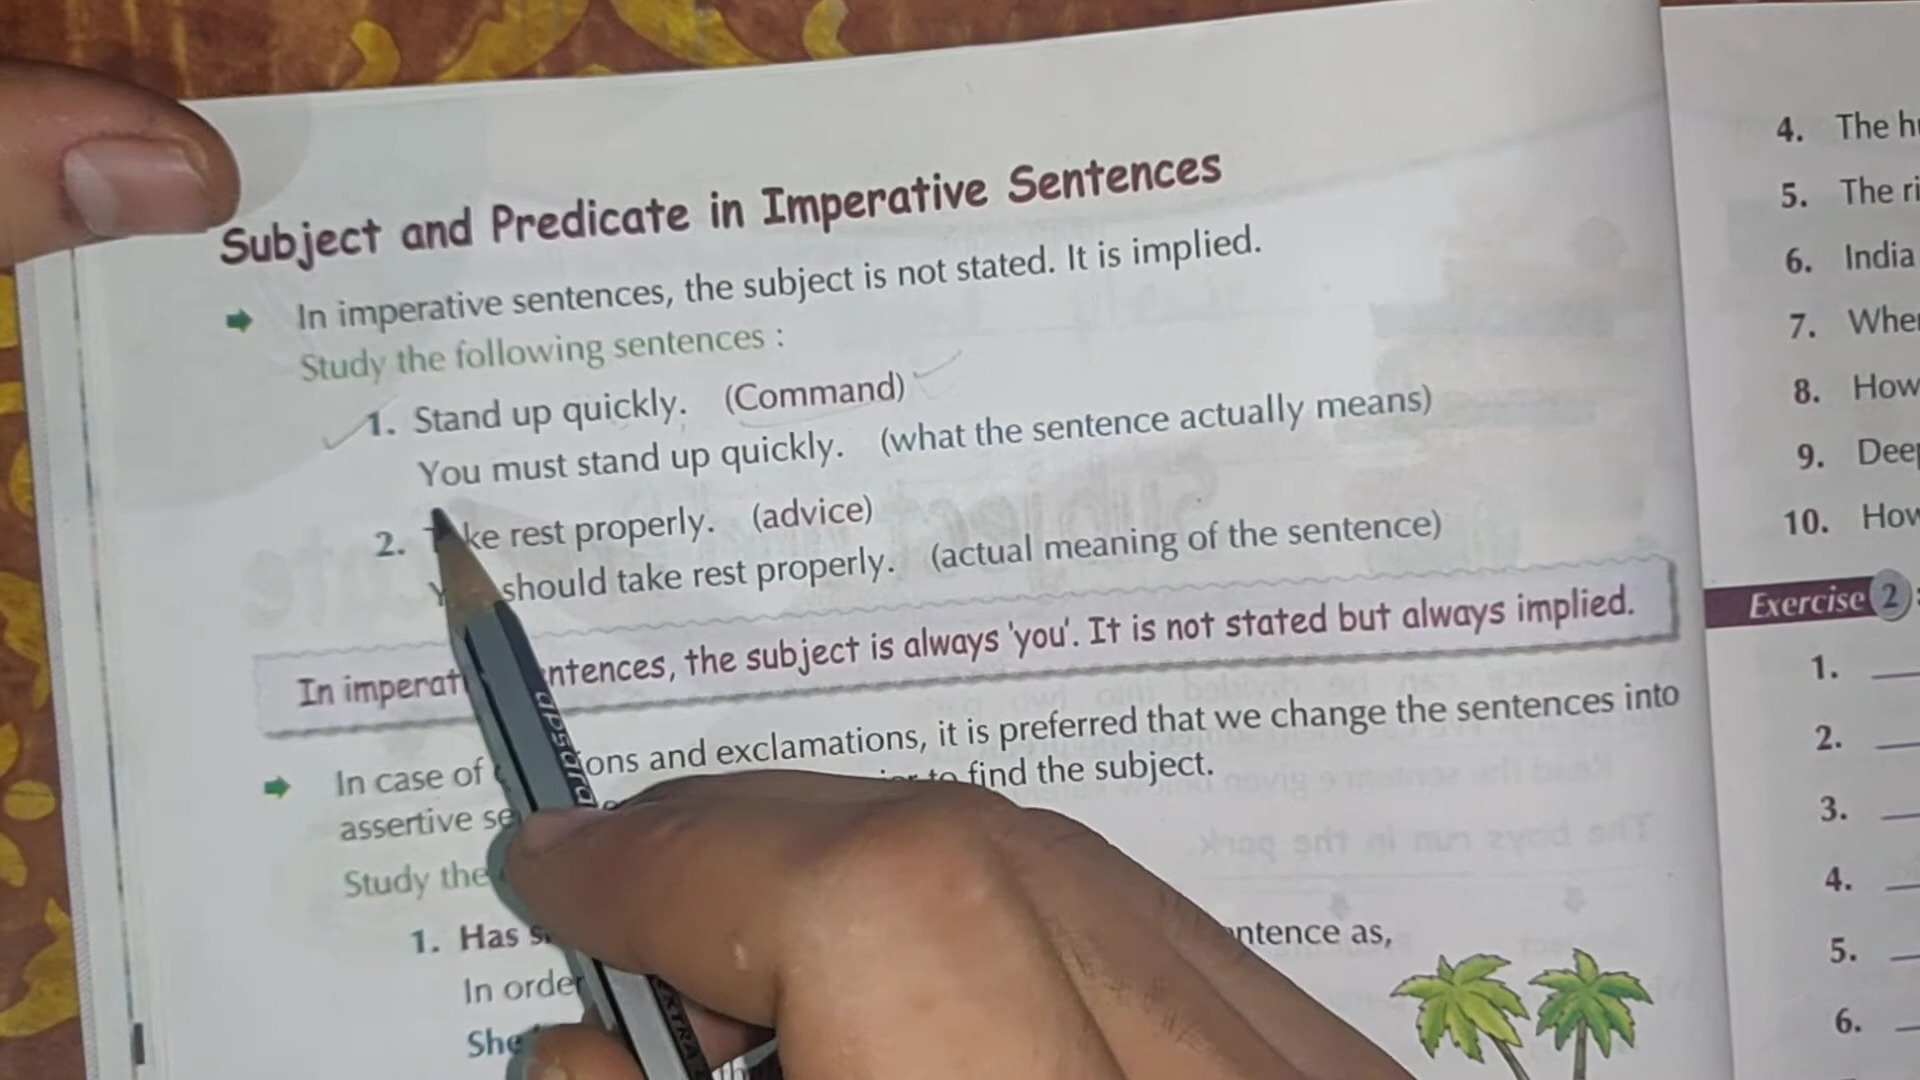 Subject and Predicate in Imperative Sentences
In imperative sentences, the subject is not stated. It is implied.
Study the following sentences :
1. Stand up quickly. (Command)
You must stand up quickly. (what the sentence actually means)
2. ke rest properly. (advice)
should take rest properly. (actual meaning of the sentence)
In imperat ntences, the subject is always 'you'. It is not stated but always implied.
In case of ons and exclamations, it is preferred that we change the sentences into
assertive se to find the subject.
Study the
1. Has s ntence as,
In order
She
apsara
EXTRA
4. The h
5. The ri
6. India
7. Wher
8. How
9. Deep
10. How
Exercise 2
1.
2.
3.
4.
5.
6.